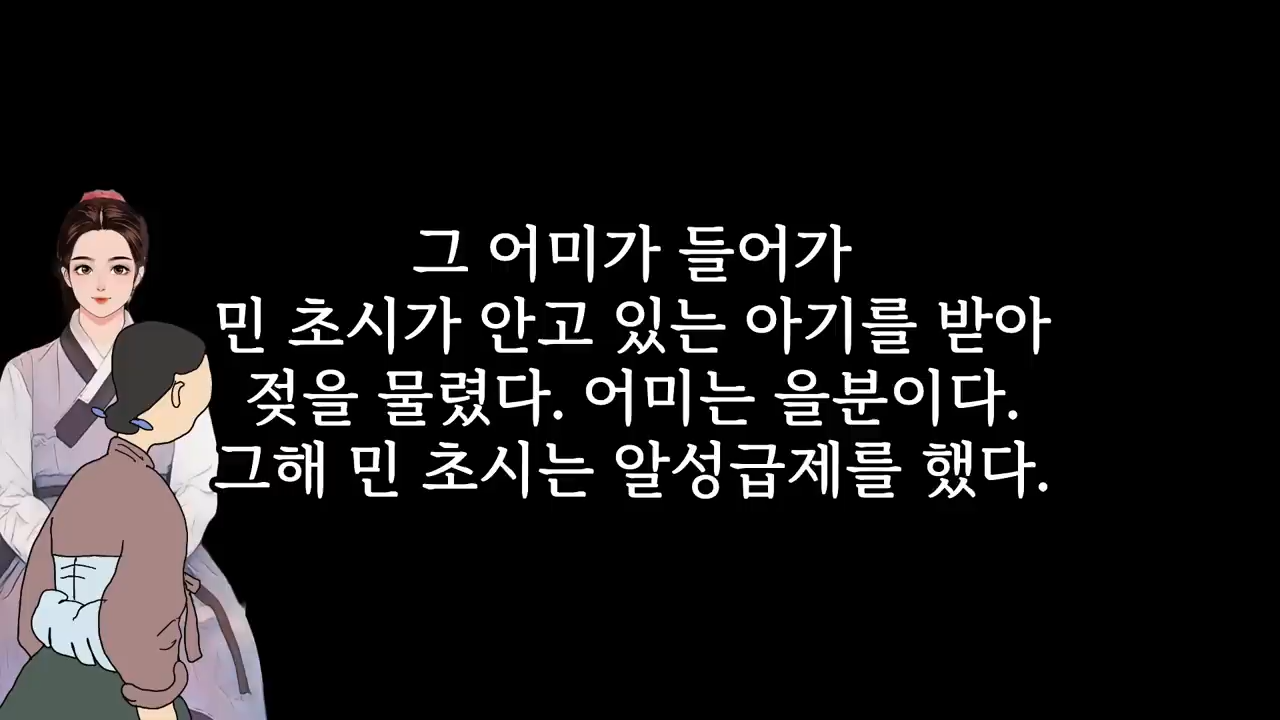 그 어미가 들어가
민 초시가 안고 있는 아기를 받아
젖을 물렸다. 어미는 을분이다.
그해 민 초시는 알성급제를 했다.